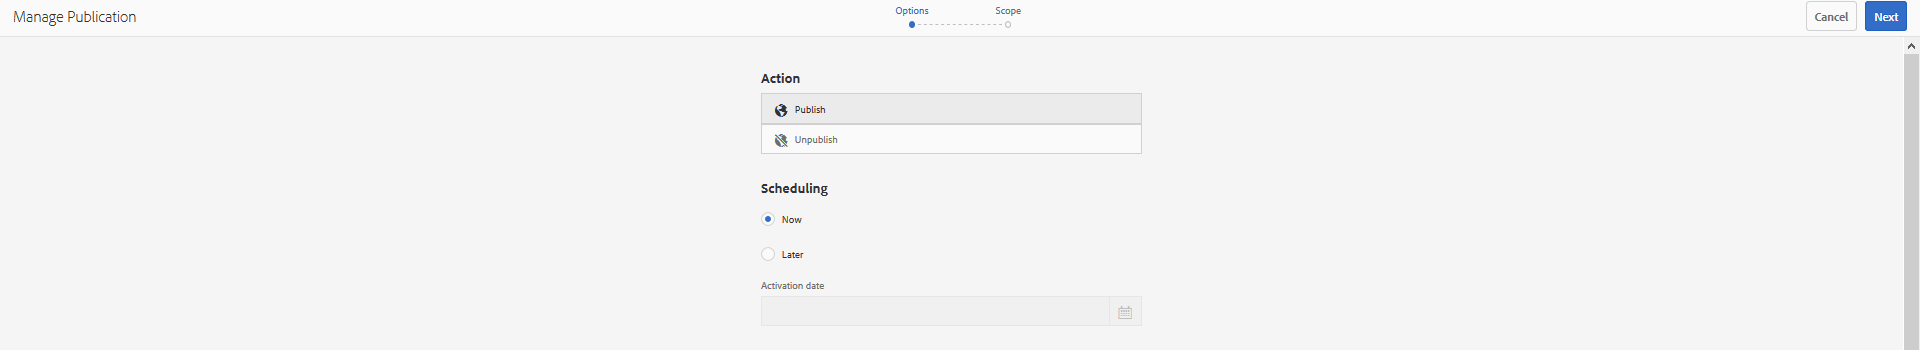 Manage Publication
Options
Scope
Cancel
Next
Action
Publish
Unpublish
Scheduling
Now
Later
Activation date